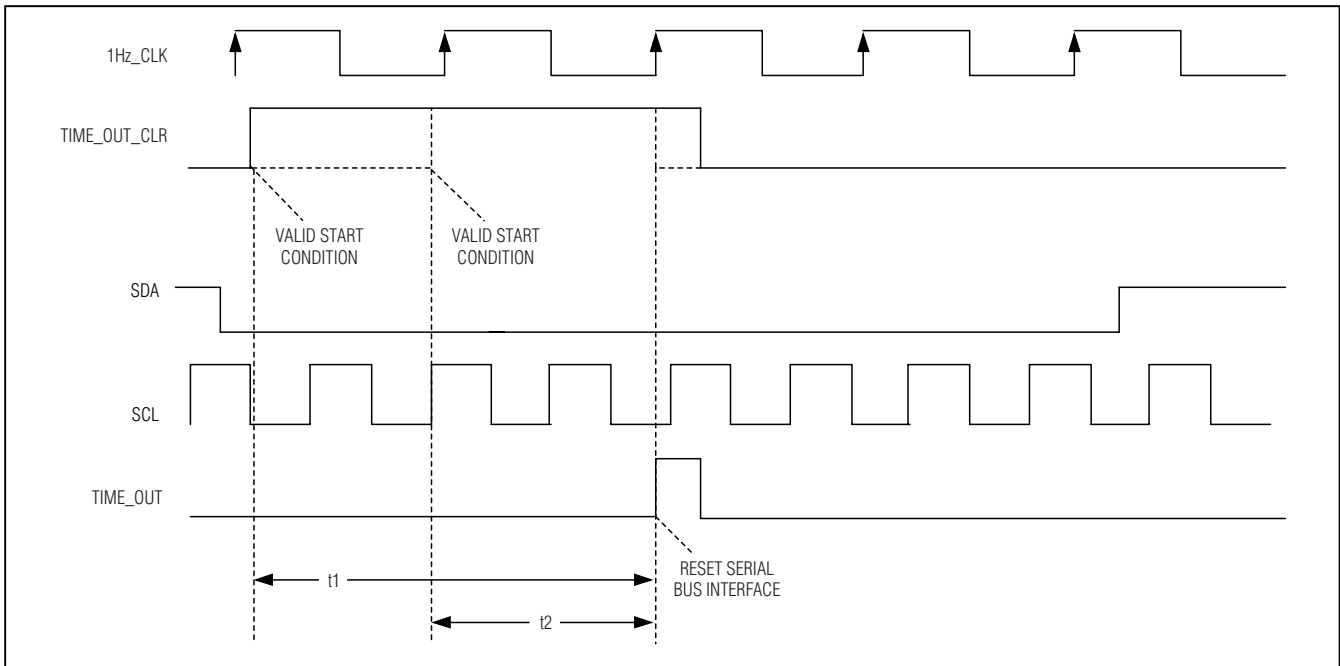 1Hz_CLK
TIME_OUT_CLR
VALID START
CONDITION
VALID START
CONDITION
SDA
SCL
TIME_OUT
RESET SERIAL
BUS INTERFACE
t1
t2